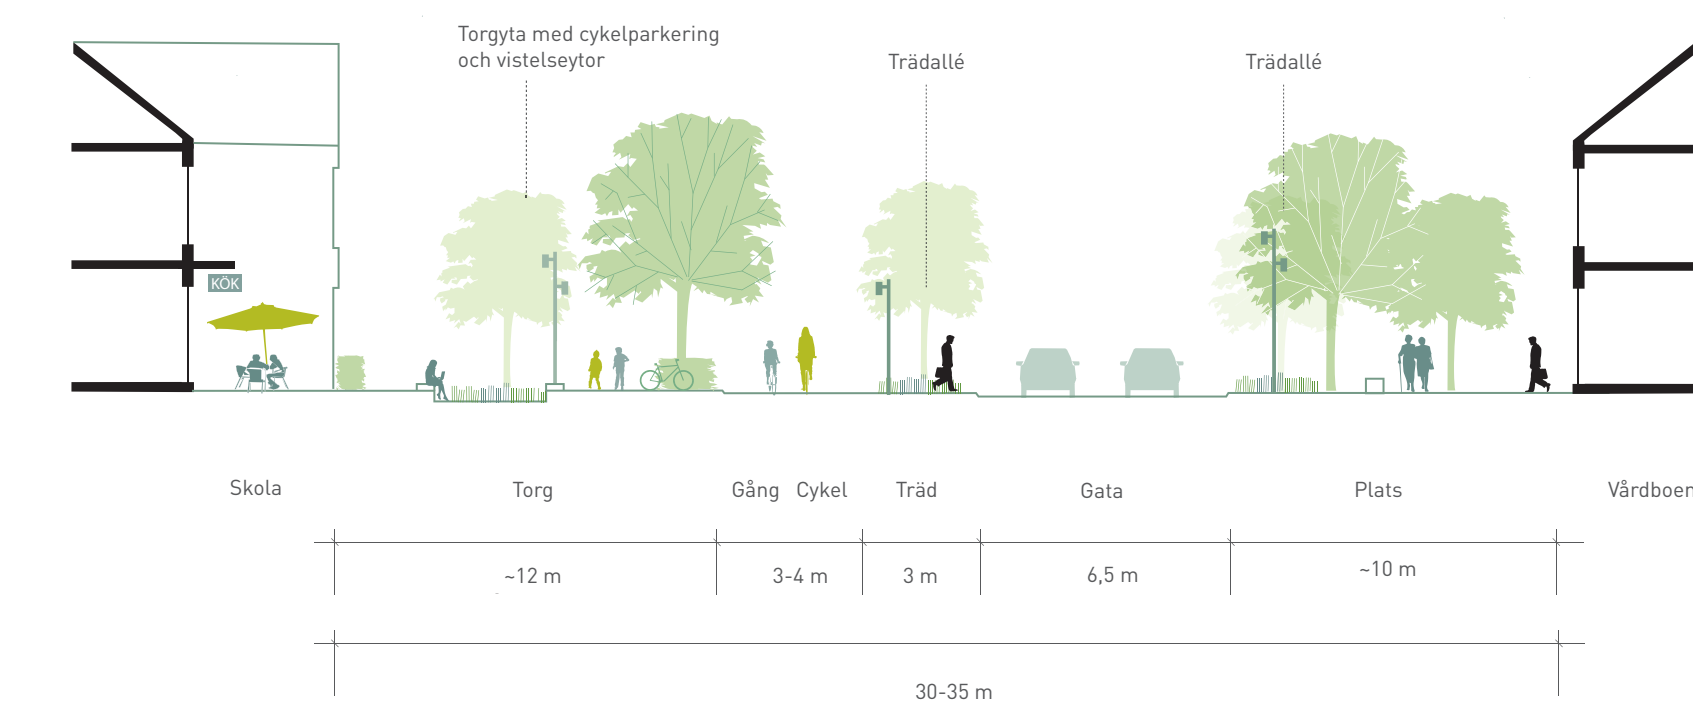 Torgyta med cykelparkering
och vistelseytor
Trädallé
Trädallé
KÖK
Skola
Torg
Gång
Cykel
Träd
Gata
Plats
Vårdboen
~12 m
3-4 m
3 m
6,5 m
~10 m
30-35 m